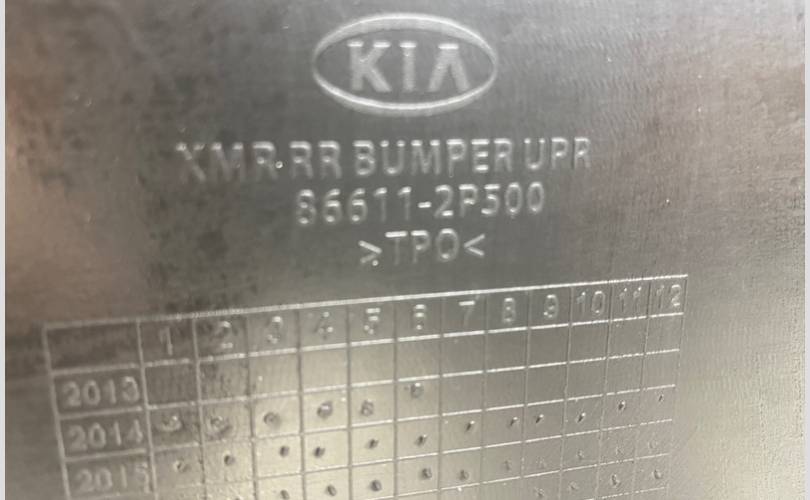 KIA
XMR-RR BUMPER UPR
86611-2P500
>TPO<
1 2 3 4 5 6 7 8 9 10 11 12
2013
2014
2015